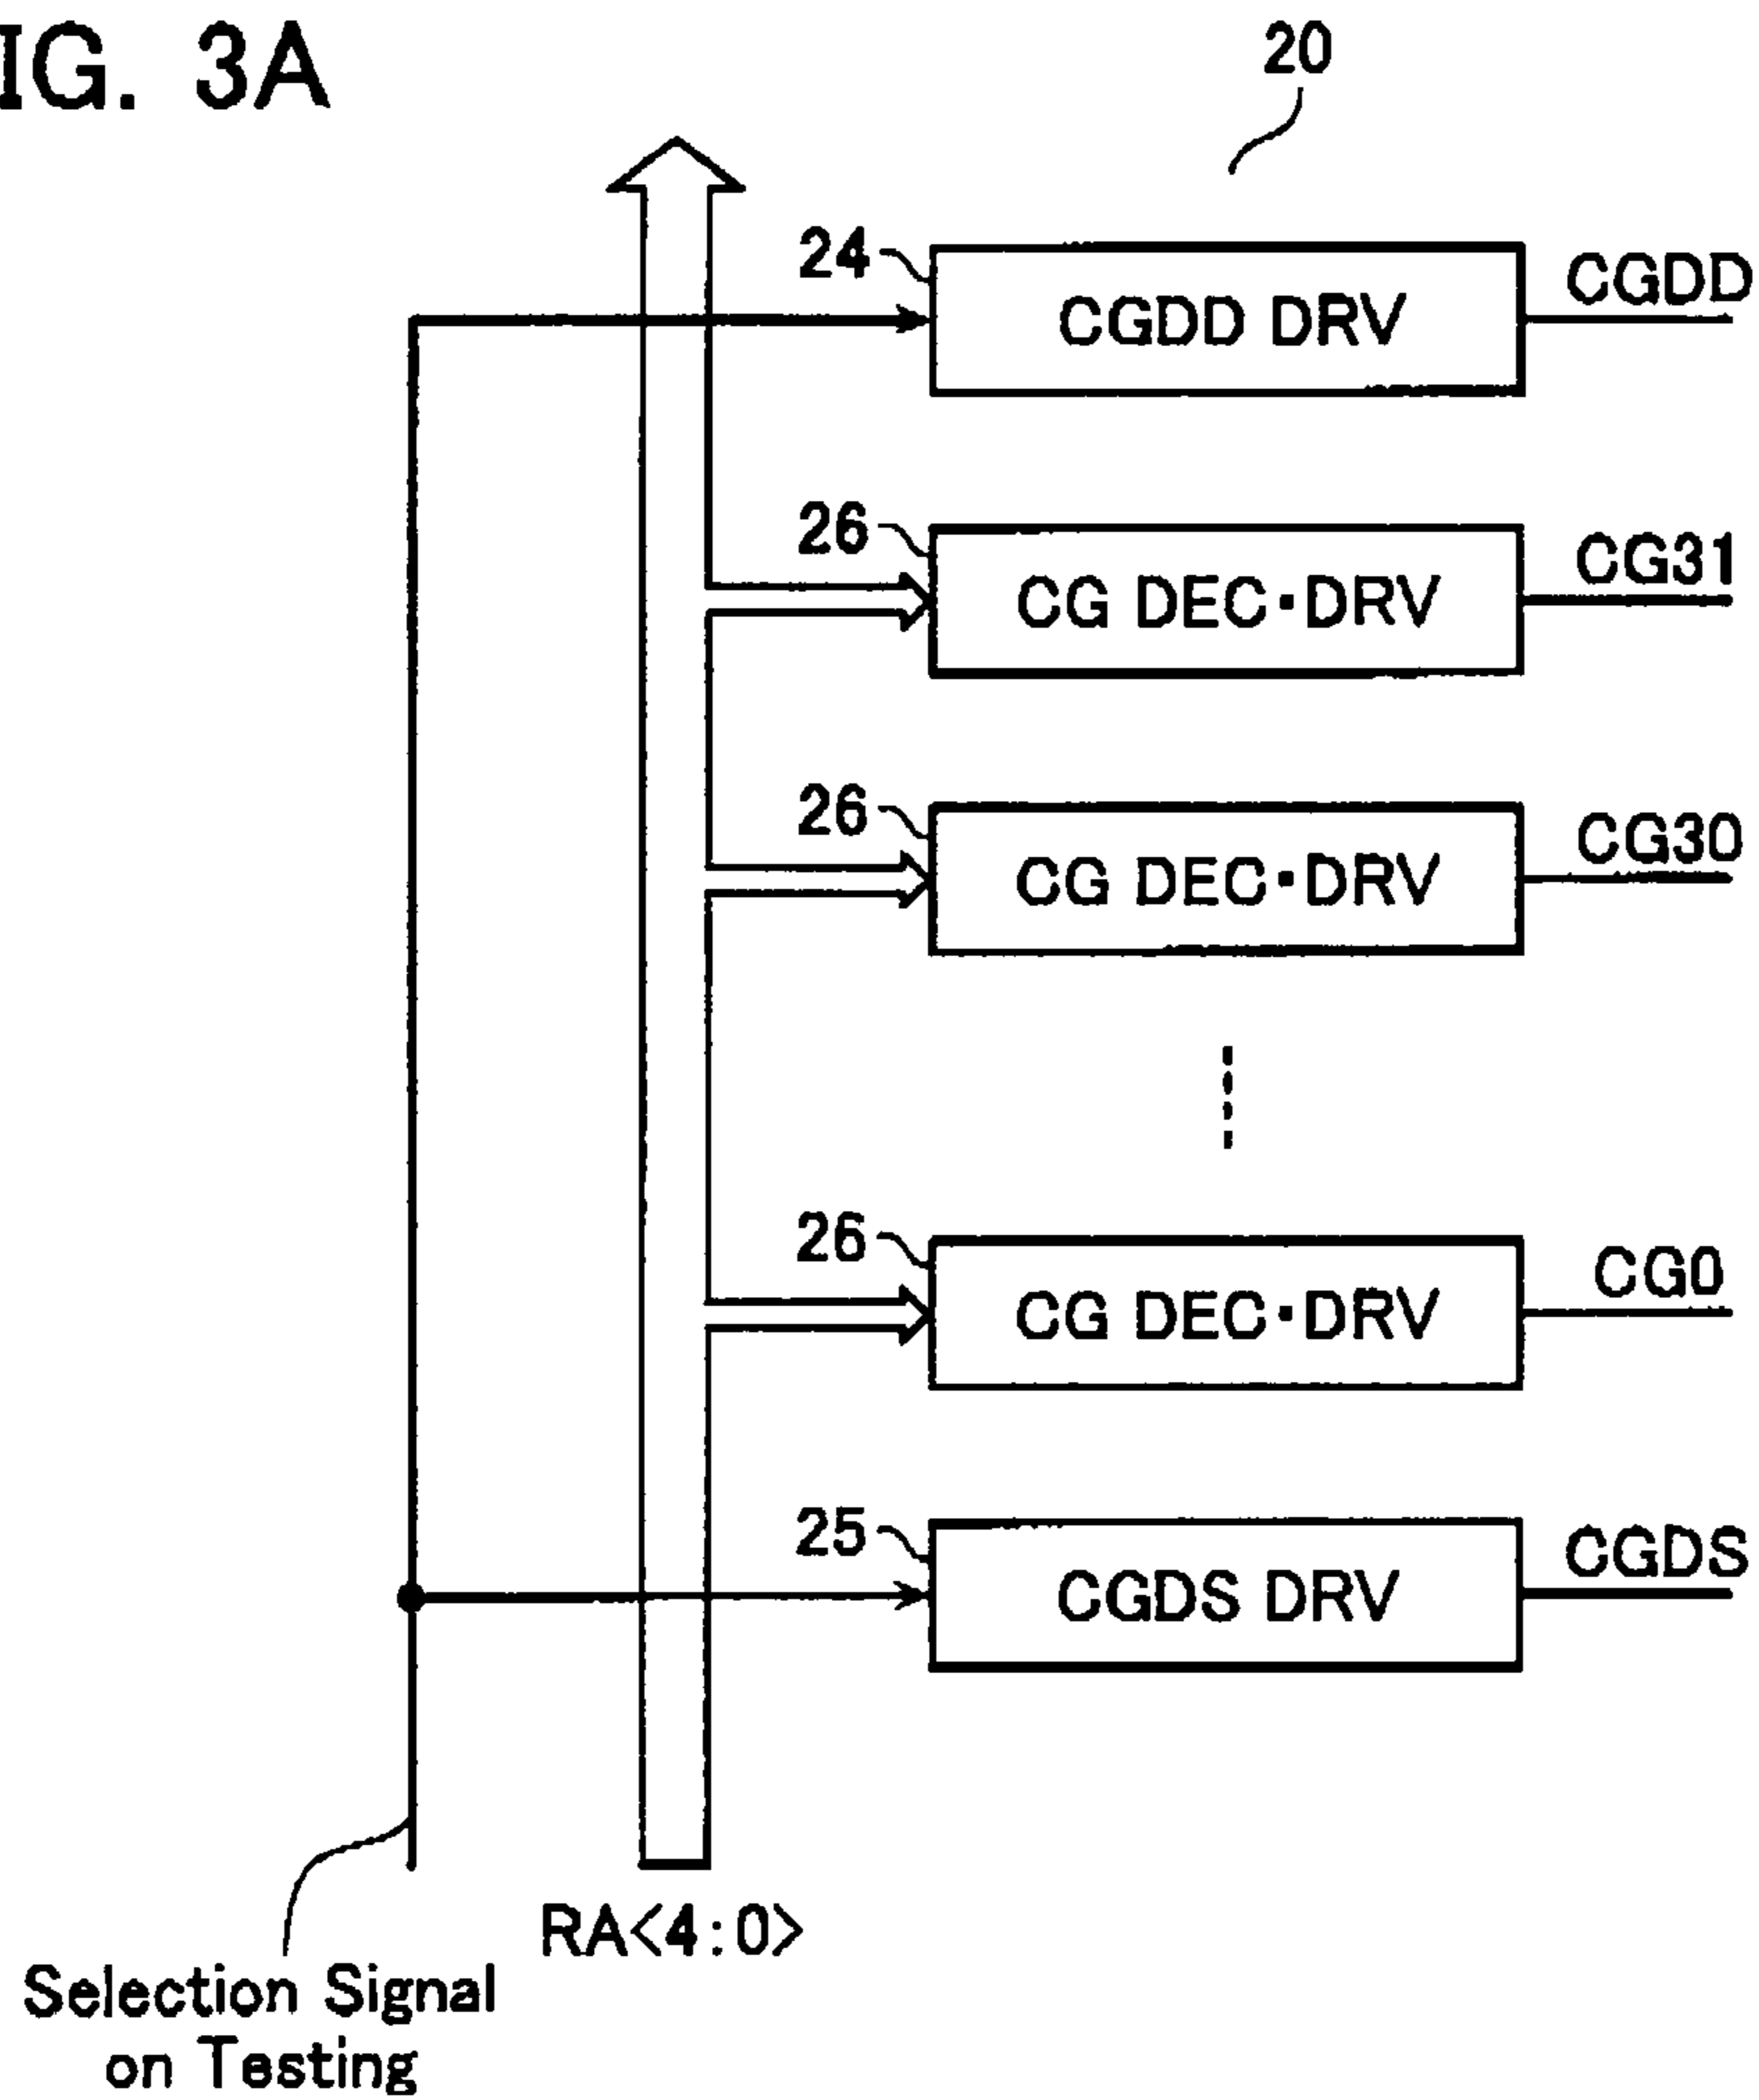 IG. 3A
20
24
CGDD DRV
CGDD
26
CG DEC・DRV
CG31
26
CG DEC・DRV
CG30
26
CG DEC・DRV
CG0
25
CGDS DRV
CGDS
RA<4:0>
Selection Signal
on Testing